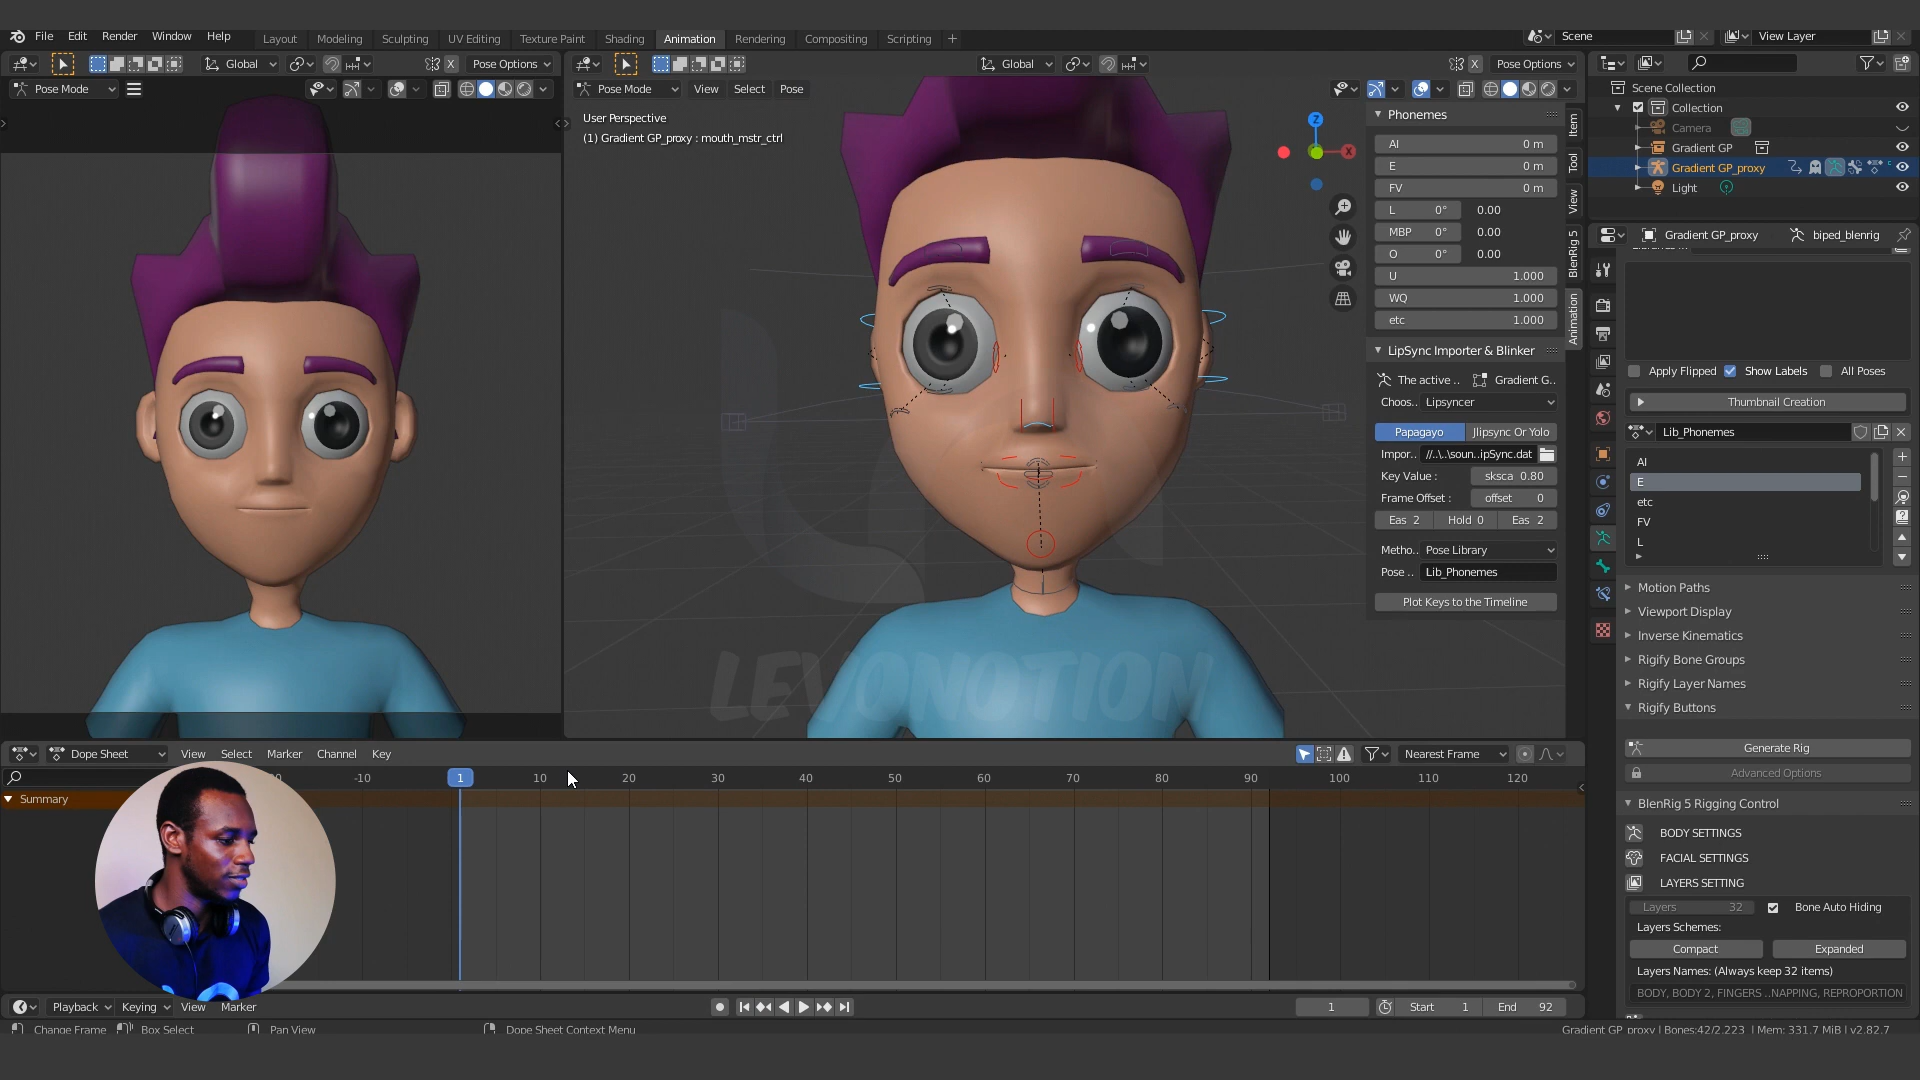 File Edit Render Window Help
Layout Modeling Sculpting UV Editing Texture Paint Shading Animation Rendering Compositing Scripting +
Scene View Layer
Global X Pose Options
Pose Mode
Global X Pose Options
Pose Mode View Select Pose
User Perspective
(1) Gradient GP_proxy : mouth_mstr_ctrl
Z
X
Phonemes
AI 0 m
E 0 m
FV 0 m
L 0° 0.00
MBP 0° 0.00
O 0° 0.00
U 1.000
WQ 1.000
etc 1.000
LipSync Importer & Blinker
The active .. Gradient G..
Choos.. Lipsyncer
Papagayo Jlipsync Or Yolo
Impor.. //..\..\soun..ipSync.dat
Key Value : sksca 0.80
Frame Offset : offset 0
Eas 2 Hold 0 Eas 2
Metho.. Pose Library
Pose .. Lib_Phonemes
Plot Keys to the Timeline
Item
Tool
View
BlenRig 5
Animation
LEVONOTION
Scene Collection
Collection
Camera
Gradient GP
Gradient GP_proxy
Light
Gradient GP_proxy biped_blenrig
Apply Flipped Show Labels All Poses
Thumbnail Creation
Lib_Phonemes
AI
E
etc
FV
L
Motion Paths
Viewport Display
Inverse Kinematics
Rigify Bone Groups
Rigify Layer Names
Rigify Buttons
Generate Rig
Advanced Options
BlenRig 5 Rigging Control
BODY SETTINGS
FACIAL SETTINGS
LAYERS SETTING
Layers 32 Bone Auto Hiding
Layers Schemes:
Compact Expanded
Layers Names: (Always keep 32 items)
BODY, BODY 2, FINGERS ..NAPPING, REPROPORTION
Dope Sheet View Select Marker Channel Key Nearest Frame
-10 1 10 20 30 40 50 60 70 80 90 100 110 120
Summary
Playback Keying View Marker 1 Start 1 End 92
Change Frame Box Select Pan View Dope Sheet Context Menu
Gradient GP_proxy | Bones:42/2,223 | Mem: 331.7 MiB | v2.82.7